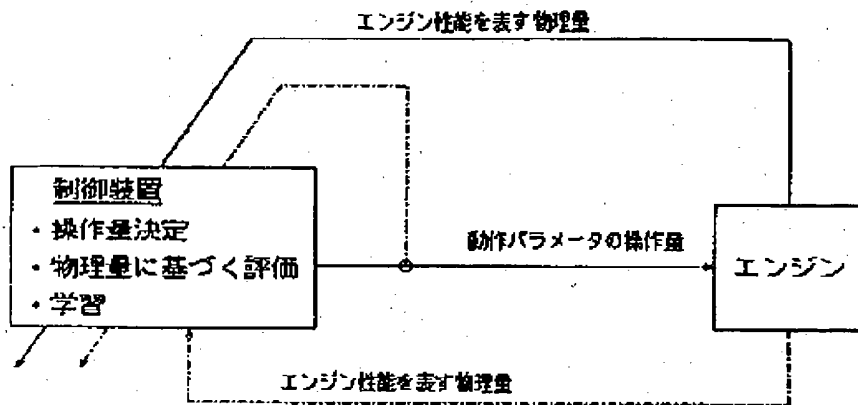 エンジン性能を表す物理量
制御装置
・操作量決定
・物理量に基づく評価
・学習
動作パラメータの操作量
エンジン
エンジン性能を表す物理量